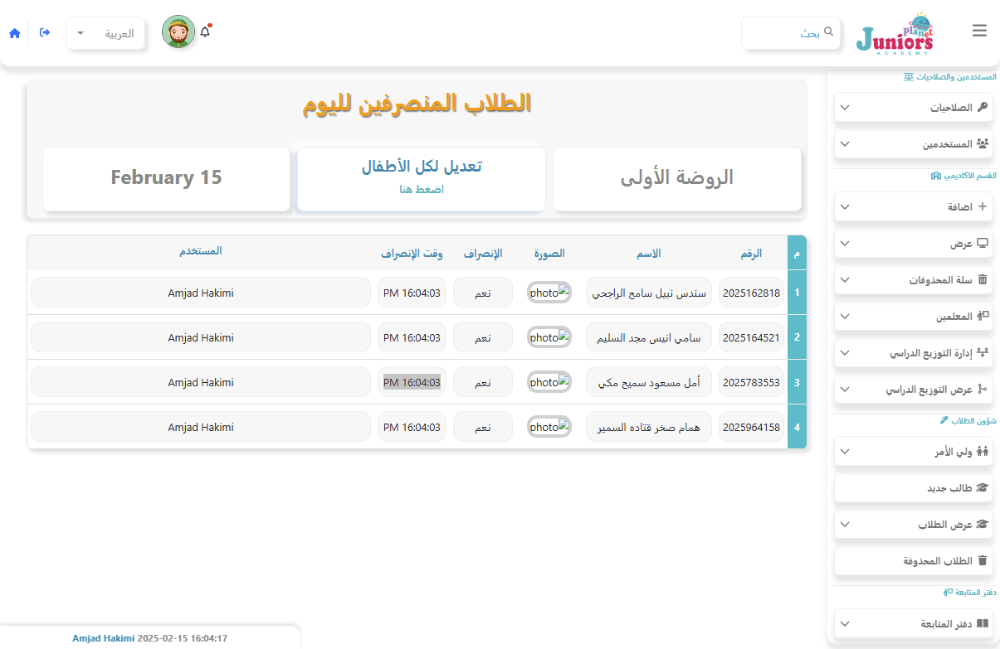 بحث
Juniors planet
ACADEMY
العربية
المستخدمين والصلاحيات
الصلاحيات
المستخدمين
القسم الاكاديمي
اضافة
عرض
سلة المحذوفات
المعلمين
إدارة التوزيع الدراسي
عرض التوزيع الدراسي
شؤون الطلاب
ولي الأمر
طالب جديد
عرض الطلاب
الطلاب المحذوفة
دفتر المتابعة
دفتر المتابعة
الطلاب المنصرفين لليوم
الروضة الأولى
تعديل لكل الأطفال
اضغط هنا
February 15
م الرقم الاسم الصورة الإنصراف وقت الإنصراف المستخدم
1 2025162818 سندس نبيل سامح الراجحي photo نعم 16:04:03 PM Amjad Hakimi
2 2025164521 سامي انيس مجد السليم photo نعم 16:04:03 PM Amjad Hakimi
3 2025783553 أمل مسعود سميح مكي photo نعم 16:04:03 PM Amjad Hakimi
4 2025964158 همام صخر قتاده السمير photo نعم 16:04:03 PM Amjad Hakimi
Amjad Hakimi 2025-02-15 16:04:17